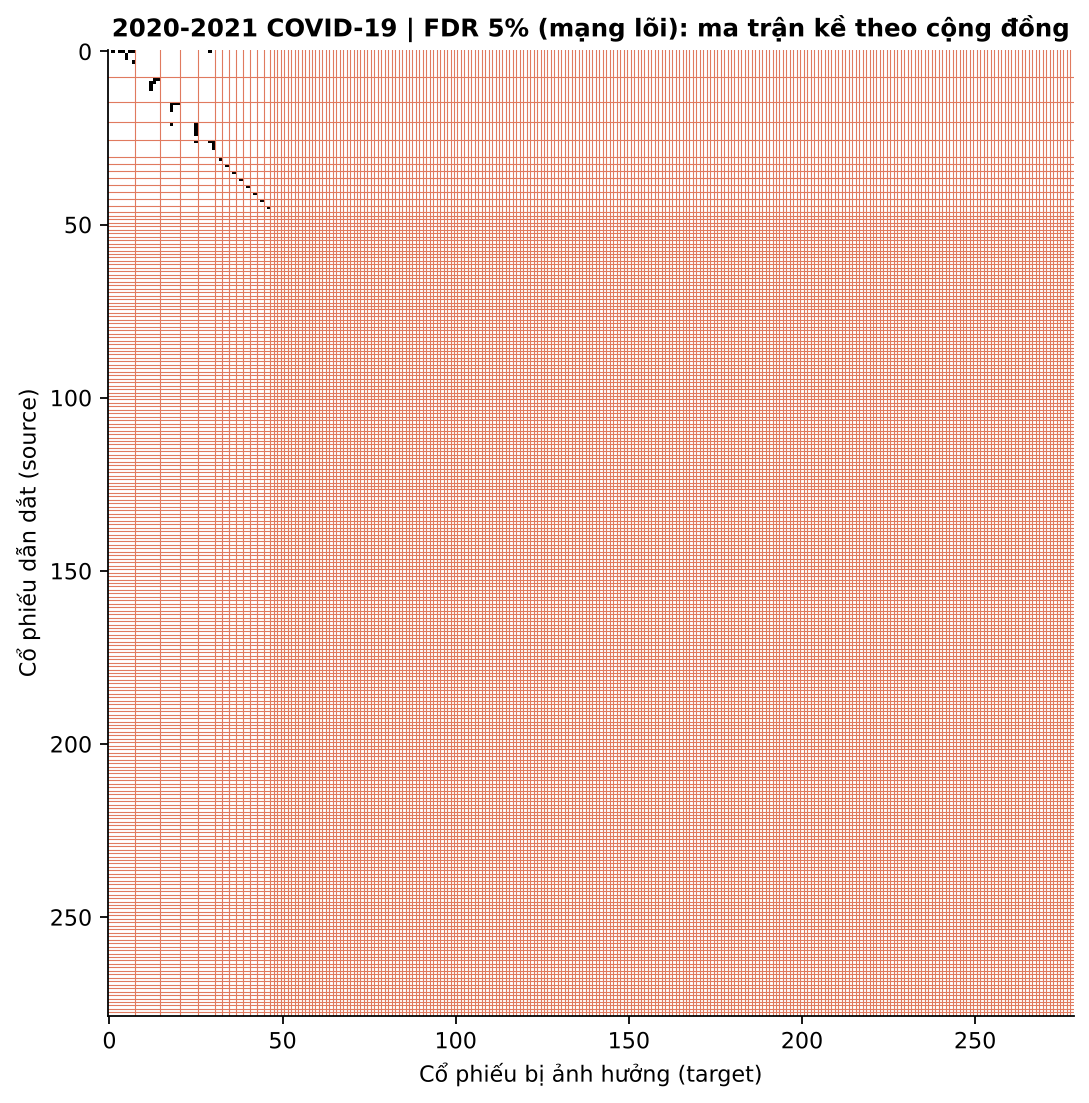 2020-2021 COVID-19 | FDR 5% (mạng lõi): ma trận kề theo cộng đồng
0
50
100
150
200
250
Cổ phiếu dẫn dắt (source)
0 50 100 150 200 250
Cổ phiếu bị ảnh hưởng (target)